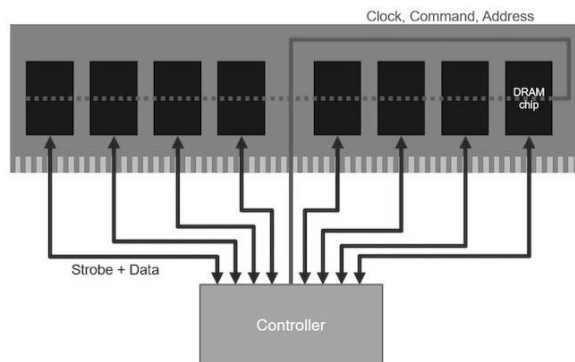 Clock, Command, Address
DRAM
chip
Strobe + Data
Controller